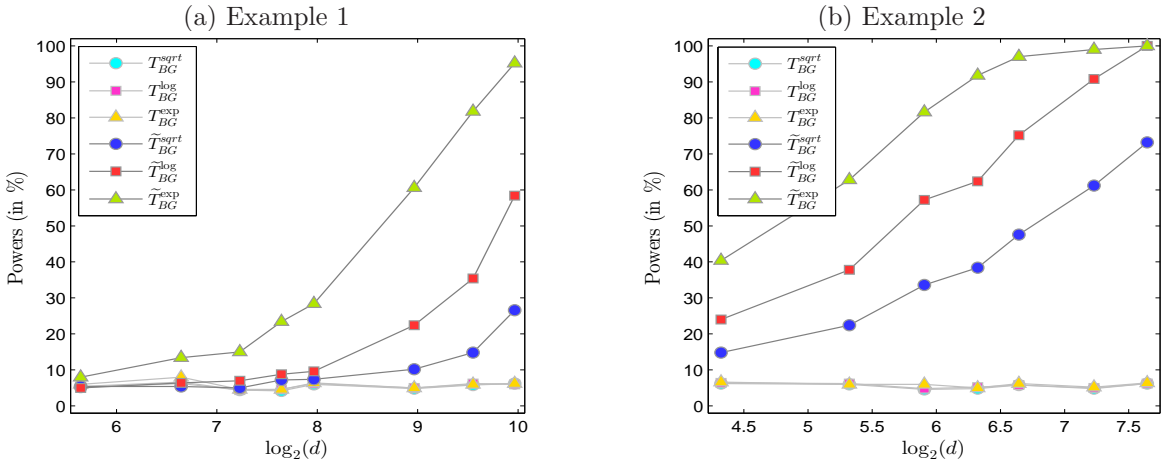 (a) Example 1
100
90
80
70
60
50
40
30
20
10
0
Powers (in %)
T_{BG}^{sqrt}
T_{BG}^{log}
T_{BG}^{exp}
\widetilde{T}_{BG}^{sqrt}
\widetilde{T}_{BG}^{log}
\widetilde{T}_{BG}^{exp}
6 7 8 9 10
log₂(d)
(b) Example 2
100
90
80
70
60
50
40
30
20
10
0
Powers (in %)
T_{BG}^{sqrt}
T_{BG}^{log}
T_{BG}^{exp}
\widetilde{T}_{BG}^{sqrt}
\widetilde{T}_{BG}^{log}
\widetilde{T}_{BG}^{exp}
4.5 5 5.5 6 6.5 7 7.5
log₂(d)